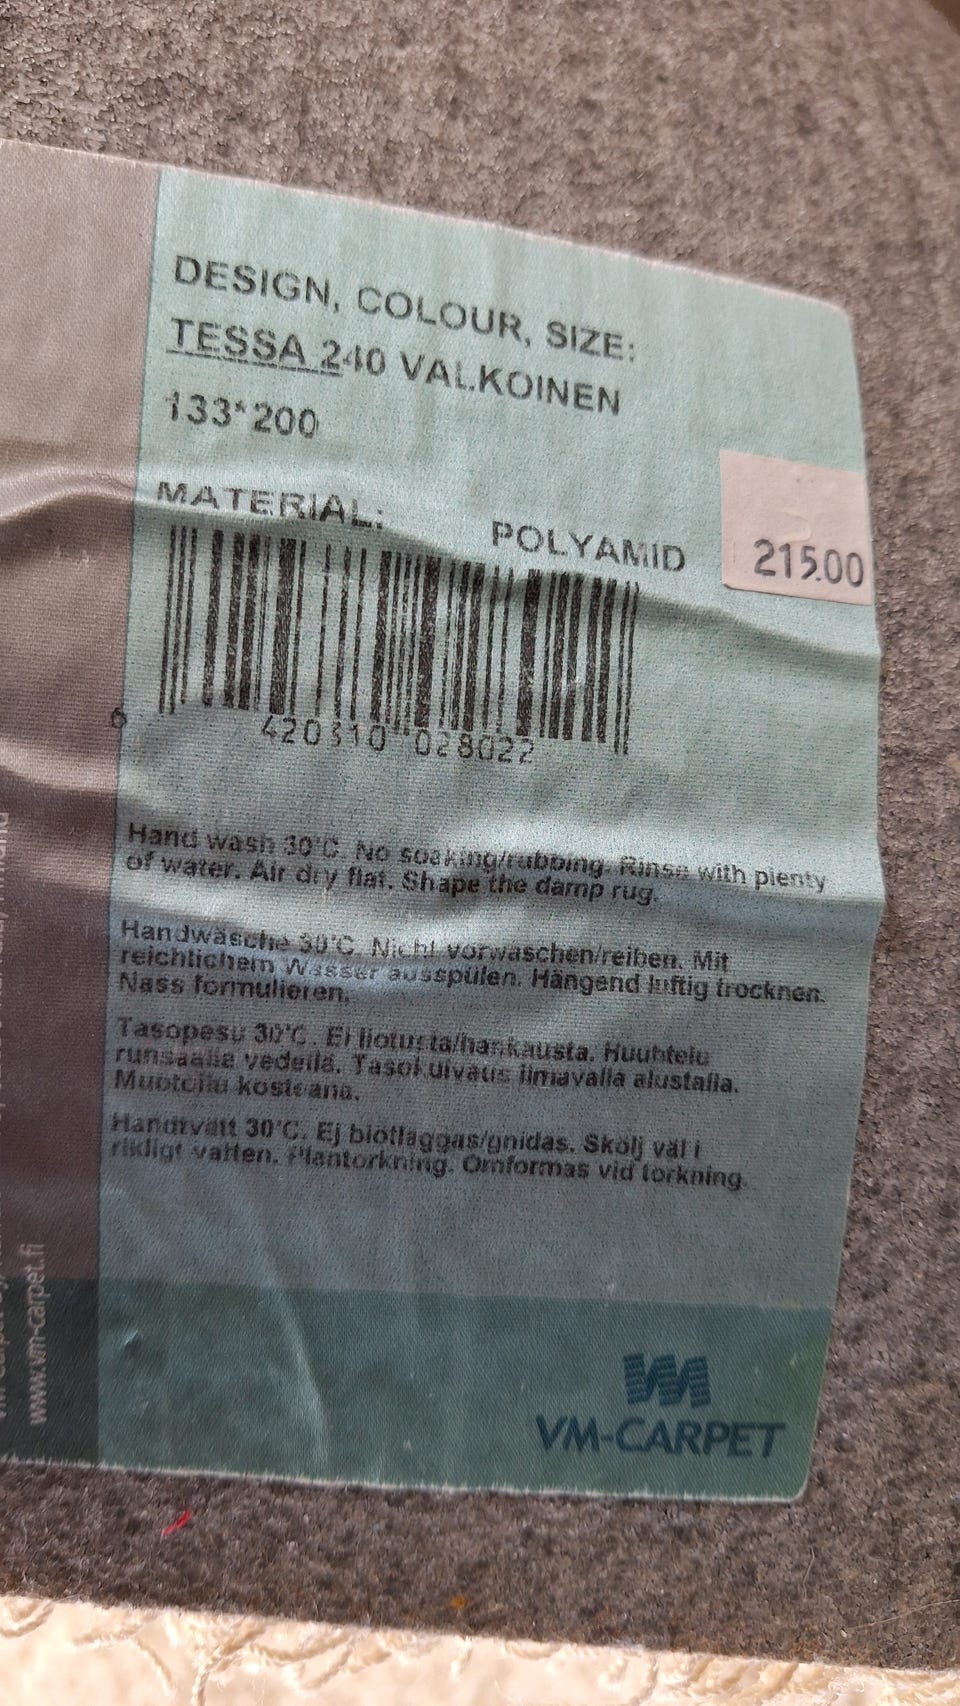 DESIGN, COLOUR, SIZE:
TESSA 240 VALKOINEN
133*200
MATERIAL: POLYAMID
215.00
6 420310 028022
Hand wash 30°C. No soaking/rubbing. Rinse with plenty
of water. Air dry flat. Shape the damp rug.
Handwäsche 30°C. Nicht vorwaschen/reiben. Mit
reichlichem Wasser ausspülen. Hängend luftig trocknen.
Nass formulieren.
Tasopesu 30°C. Ei liotusta/hankausta. Huuhtelu
runsaalla vedellä. Tasokuivaus ilmavalla alustalla.
Muotoilu kosteana.
Handtvätt 30°C. Ej blötläggas/gnidas. Skölj väl i
rikligt vatten. Plantorkning. Omformas vid torkning.
www.vm-carpet.fi
VM-CARPET